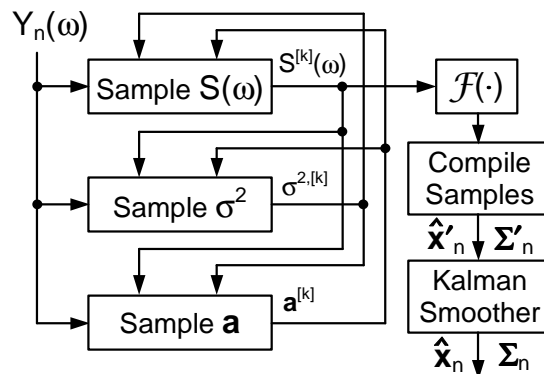 Yₙ(ω)
Sample S(ω)
S^[k](ω)
ℱ(·)
Compile
Samples
Sample σ²
σ^2,[k]
x̂'ₙ Σ'ₙ
Kalman
Smoother
Sample a
a^[k]
x̂ₙ Σₙ